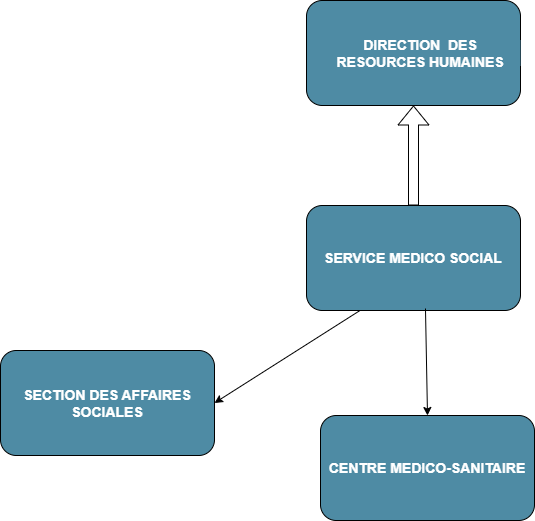 DIRECTION DES
RESOURCES HUMAINES
SERVICE MEDICO SOCIAL
SECTION DES AFFAIRES
SOCIALES
CENTRE MEDICO-SANITAIRE